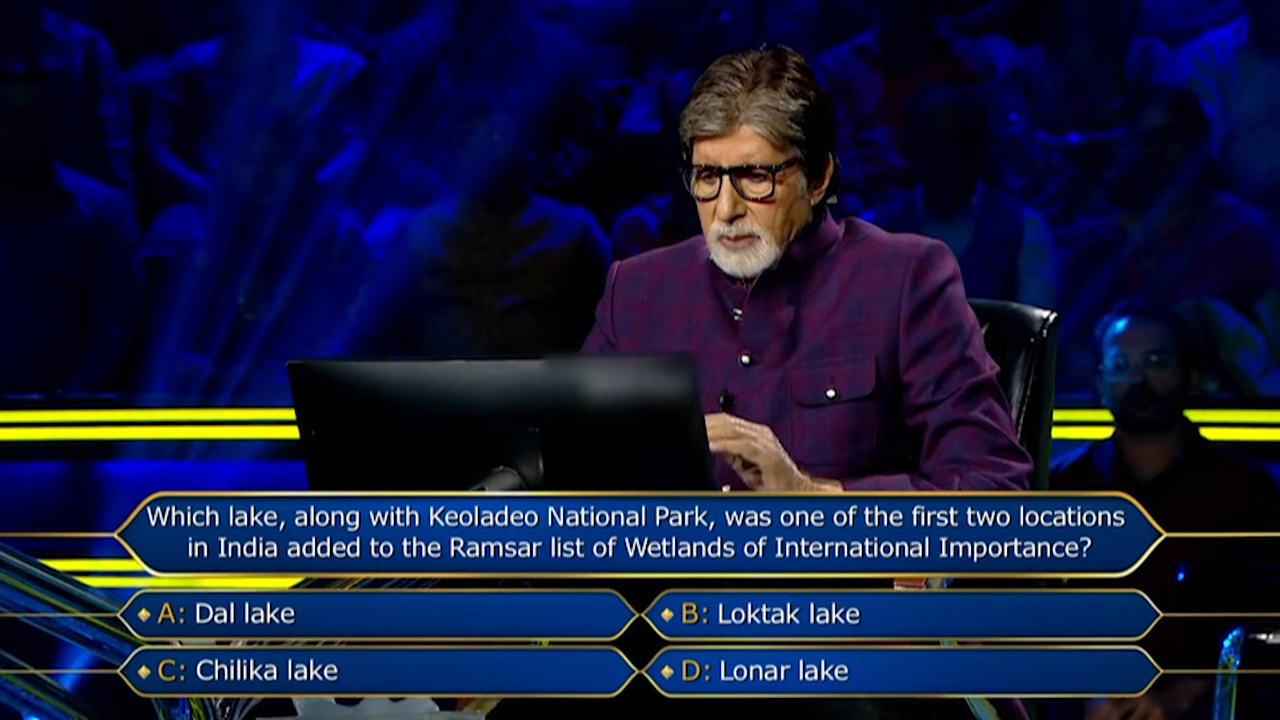 Which lake, along with Keoladeo National Park, was one of the first two locations
in India added to the Ramsar list of Wetlands of International Importance?
A: Dal lake
B: Loktak lake
C: Chilika lake
D: Lonar lake